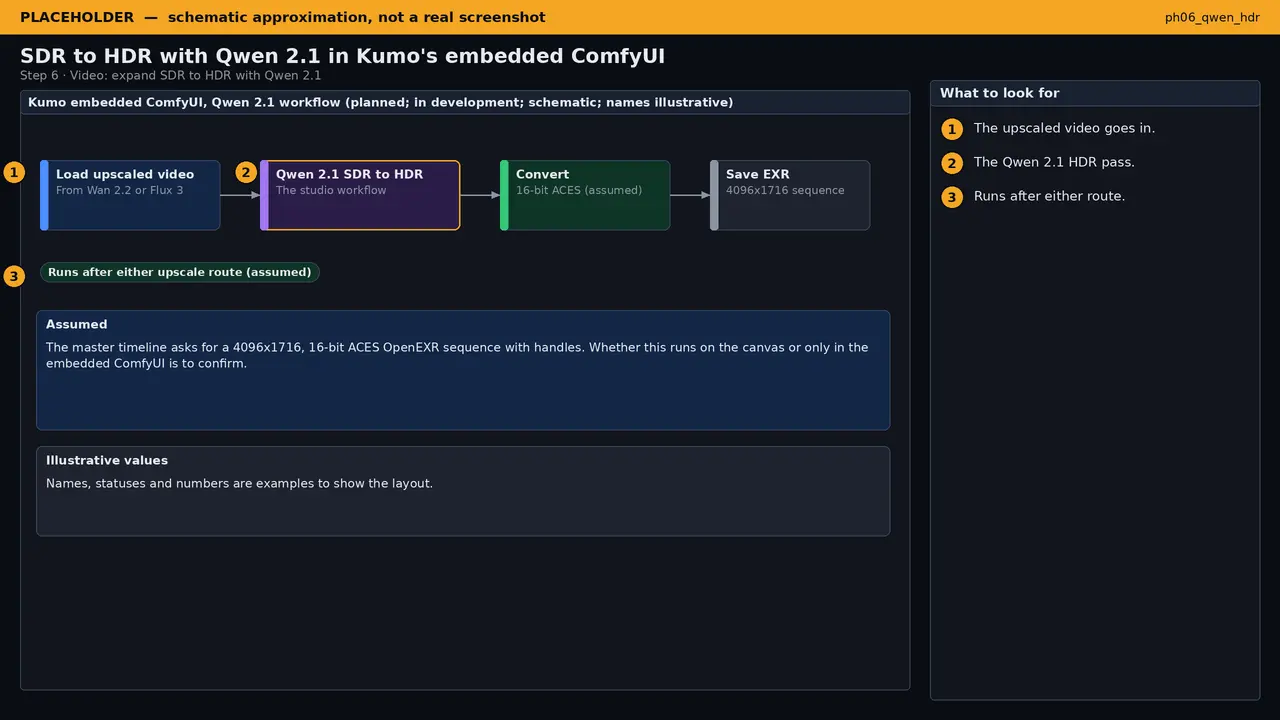 PLACEHOLDER — schematic approximation, not a real screenshot
ph06_qwen_hdr
SDR to HDR with Qwen 2.1 in Kumo's embedded ComfyUI
Step 6 · Video: expand SDR to HDR with Qwen 2.1
Kumo embedded ComfyUI, Qwen 2.1 workflow (planned; in development; schematic; names illustrative)
1
Load upscaled video
From Wan 2.2 or Flux 3
2
Qwen 2.1 SDR to HDR
The studio workflow
Convert
16-bit ACES (assumed)
Save EXR
4096x1716 sequence
3
Runs after either upscale route (assumed)
Assumed
The master timeline asks for a 4096x1716, 16-bit ACES OpenEXR sequence with handles. Whether this runs on the canvas or only in the
embedded ComfyUI is to confirm.
Illustrative values
Names, statuses and numbers are examples to show the layout.
What to look for
1 The upscaled video goes in.
2 The Qwen 2.1 HDR pass.
3 Runs after either route.